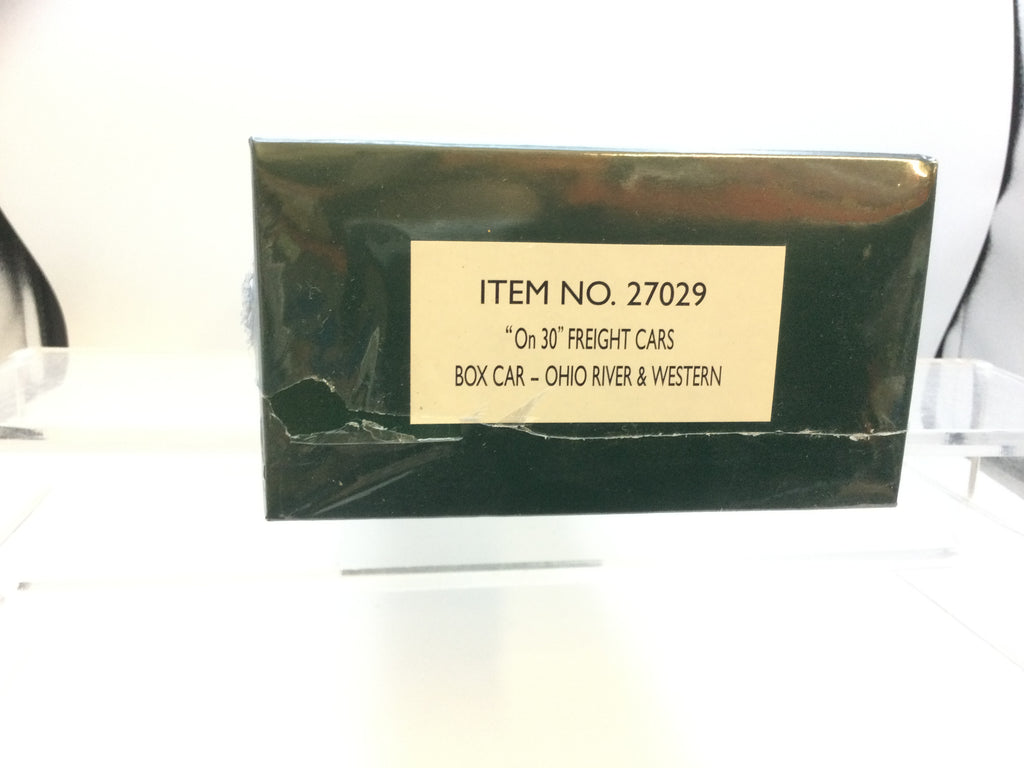 ITEM NO. 27029
“On 30” FREIGHT CARS
BOX CAR – OHIO RIVER & WESTERN